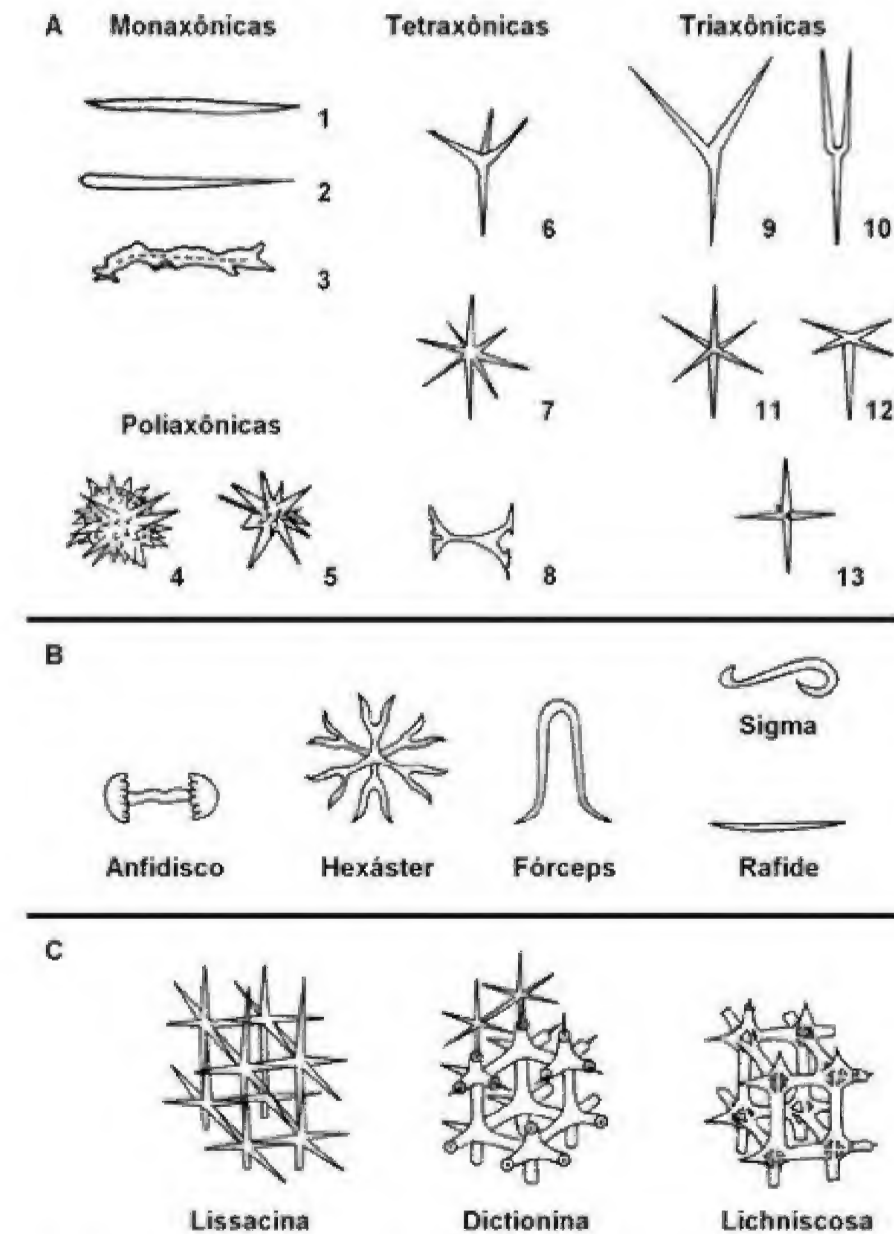 A Monaxônicas Tetraxônicas Triaxônicas
1
2
6 9 10
3
7 11 12
Poliaxônicas
4 5 8 13
B
Sigma
Anfidisco Hexáster Fórceps Rafide
C
Lissacina Dictionina Lichniscosa